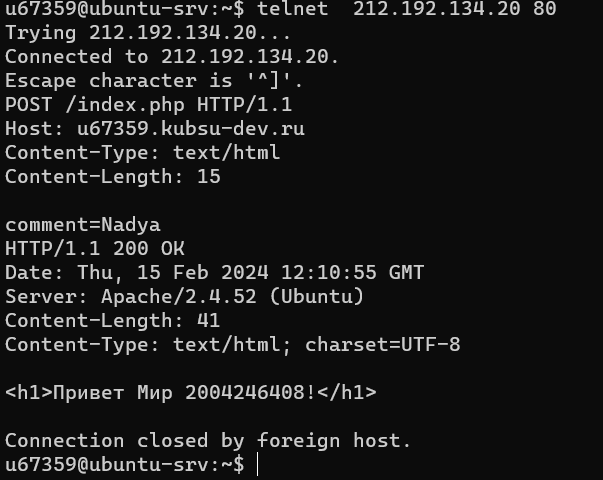 u67359@ubuntu-srv:~$ telnet  212.192.134.20 80
Trying 212.192.134.20...
Connected to 212.192.134.20.
Escape character is '^]'.
POST /index.php HTTP/1.1
Host: u67359.kubsu-dev.ru
Content-Type: text/html
Content-Length: 15

comment=Nadya
HTTP/1.1 200 OK
Date: Thu, 15 Feb 2024 12:10:55 GMT
Server: Apache/2.4.52 (Ubuntu)
Content-Length: 41
Content-Type: text/html; charset=UTF-8

<h1>Привет Мир 2004246408!</h1>

Connection closed by foreign host.
u67359@ubuntu-srv:~$